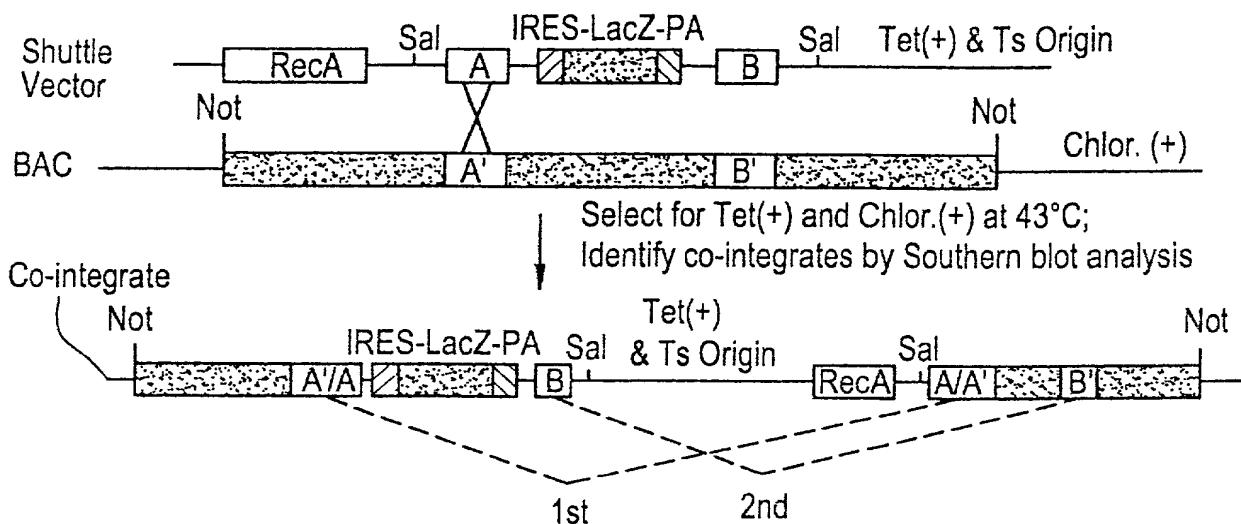 IRES-LacZ-PA
Sal
Sal
Tet(+) & Ts Origin
Shuttle
Vector
RecA
A
B
Not
Not
BAC
A'
B'
Chlor. (+)
Select for Tet(+) and Chlor.(+) at 43°C;
Identify co-integrates by Southern blot analysis
Co-integrate
Not
Tet(+)
& Ts Origin
Not
IRES-LacZ-PA
Sal
Sal
A'/A
B
RecA
A/A'
B'
1st
2nd